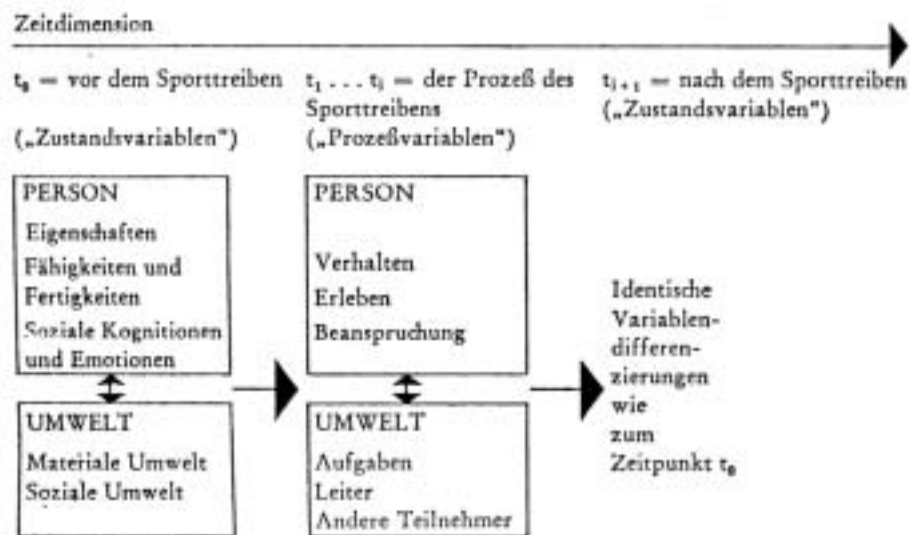 Zeitdimension
t₀ = vor dem Sporttreiben
(„Zustandsvariablen")
t₁ . . . tᵢ = der Prozeß des
Sporttreibens
(„Prozeßvariablen")
tᵢ₊₁ = nach dem Sporttreiben
(„Zustandsvariablen")
PERSON
Eigenschaften
Fähigkeiten und
Fertigkeiten
Soziale Kognitionen
und Emotionen
UMWELT
Materiale Umwelt
Soziale Umwelt
PERSON
Verhalten
Erleben
Beanspruchung
UMWELT
Aufgaben
Leiter
Andere Teilnehmer
Identische
Variablen-
differen-
zierungen
wie
zum
Zeitpunkt t₀